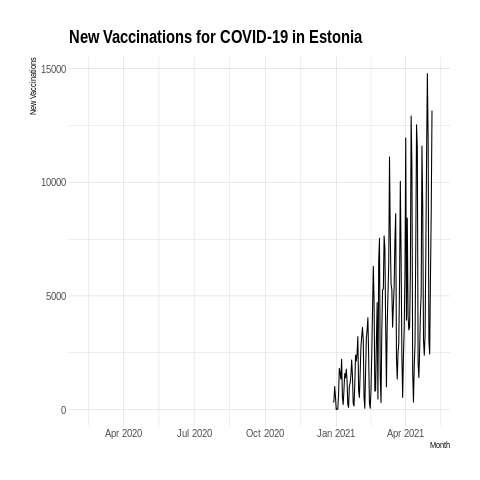 New Vaccinations for COVID-19 in Estonia
New Vaccinations
15000
10000
5000
0
Apr 2020 Jul 2020 Oct 2020 Jan 2021 Apr 2021
Month